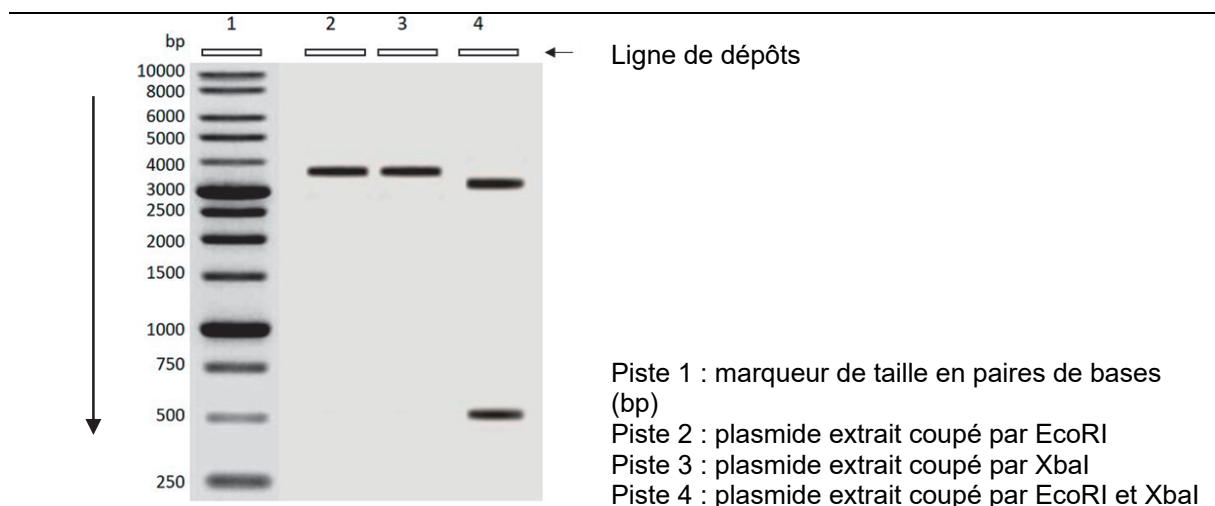 1 2 3 4
bp
Ligne de dépôts
10000
8000
6000
5000
4000
3000
2500
2000
1500
1000
750
500
250
Piste 1 : marqueur de taille en paires de bases
(bp)
Piste 2 : plasmide extrait coupé par EcoRI
Piste 3 : plasmide extrait coupé par XbaI
Piste 4 : plasmide extrait coupé par EcoRI et XbaI